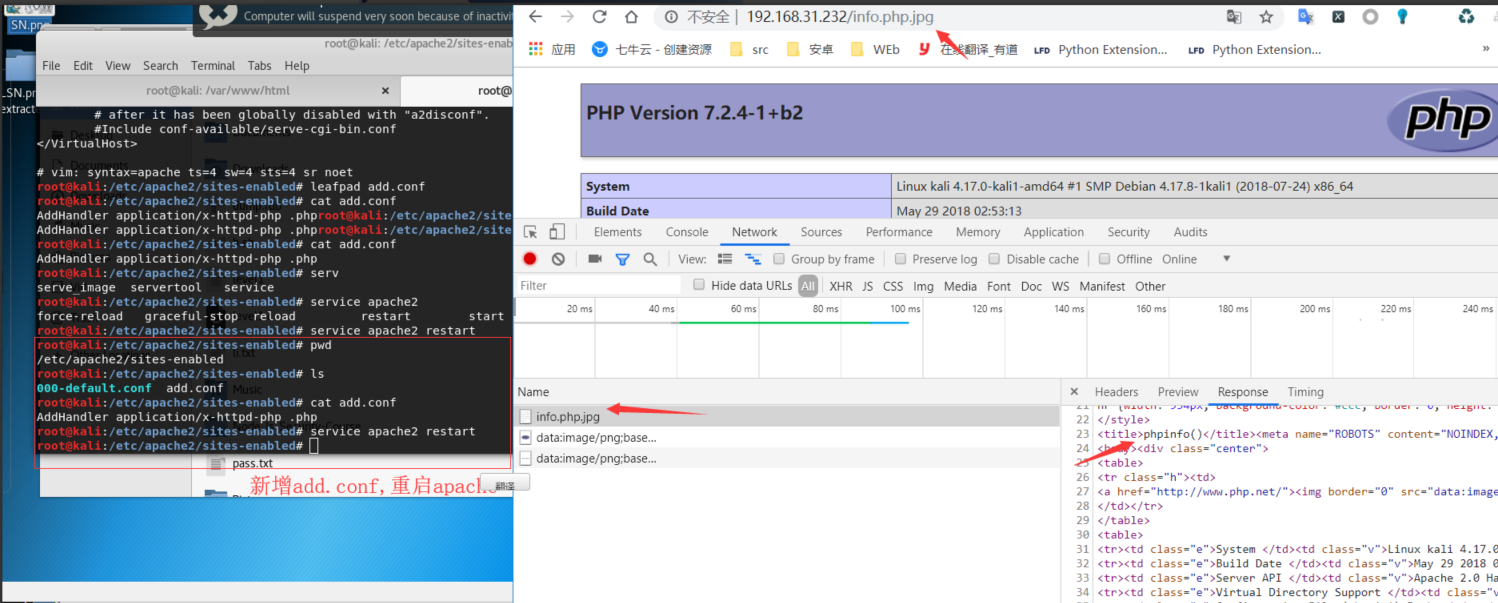 SN.pn
LSN.pn
extract
Computer will suspend very soon because of inactivi
root@kali: /etc/apache2/sites-enab
File Edit View Search Terminal Tabs Help
root@kali: /var/www/html × root@
# after it has been globally disabled with "a2disconf".
#Include conf-available/serve-cgi-bin.conf
</VirtualHost>
# vim: syntax=apache ts=4 sw=4 sts=4 sr noet
root@kali:/etc/apache2/sites-enabled# leafpad add.conf
root@kali:/etc/apache2/sites-enabled# cat add.conf
AddHandler application/x-httpd-php .phproot@kali:/etc/apache2/site
AddHandler application/x-httpd-php .phproot@kali:/etc/apache2/site
root@kali:/etc/apache2/sites-enabled# cat add.conf
AddHandler application/x-httpd-php .php
root@kali:/etc/apache2/sites-enabled# serv
serve_image servertool service
root@kali:/etc/apache2/sites-enabled# service apache2
force-reload graceful-stop reload restart start
root@kali:/etc/apache2/sites-enabled# service apache2 restart
root@kali:/etc/apache2/sites-enabled# pwd
/etc/apache2/sites-enabled
root@kali:/etc/apache2/sites-enabled# ls
000-default.conf add.conf
root@kali:/etc/apache2/sites-enabled# cat add.conf
AddHandler application/x-httpd-php .php
root@kali:/etc/apache2/sites-enabled# service apache2 restart
root@kali:/etc/apache2/sites-enabled#
pass.txt
新增add.conf,重启apache
翻译
不安全 | 192.168.31.232/info.php.jpg
应用 七牛云 - 创建资源 src 安卓 WEb 在线翻译_有道 LFD Python Extension... LFD Python Extension... »
PHP Version 7.2.4-1+b2
php
System Linux kali 4.17.0-kali1-amd64 #1 SMP Debian 4.17.8-1kali1 (2018-07-24) x86_64
Build Date May 29 2018 02:53:13
Elements Console Network Sources Performance Memory Application Security Audits
View: Group by frame Preserve log Disable cache Offline Online
Filter Hide data URLs All XHR JS CSS Img Media Font Doc WS Manifest Other
20 ms 40 ms 60 ms 80 ms 100 ms 120 ms 140 ms 160 ms 180 ms 200 ms 220 ms 240 ms
Name
info.php.jpg
data:image/png;base...
data:image/png;base...
× Headers Preview Response Timing
21 hr {width: 934px; background-color: #ccc; border: 0; height:
22 </style>
23 <title>phpinfo()</title><meta name="ROBOTS" content="NOINDEX,
24 <body><div class="center">
25 <table>
26 <tr class="h"><td>
27 <a href="http://www.php.net/"><img border="0" src="data:image
28 </td></tr>
29 </table>
30 <table>
31 <tr><td class="e">System </td><td class="v">Linux kali 4.17.0
32 <tr><td class="e">Build Date </td><td class="v">May 29 2018 0
33 <tr><td class="e">Server API </td><td class="v">Apache 2.0 Ha
34 <tr><td class="e">Virtual Directory Support </td><td class="v